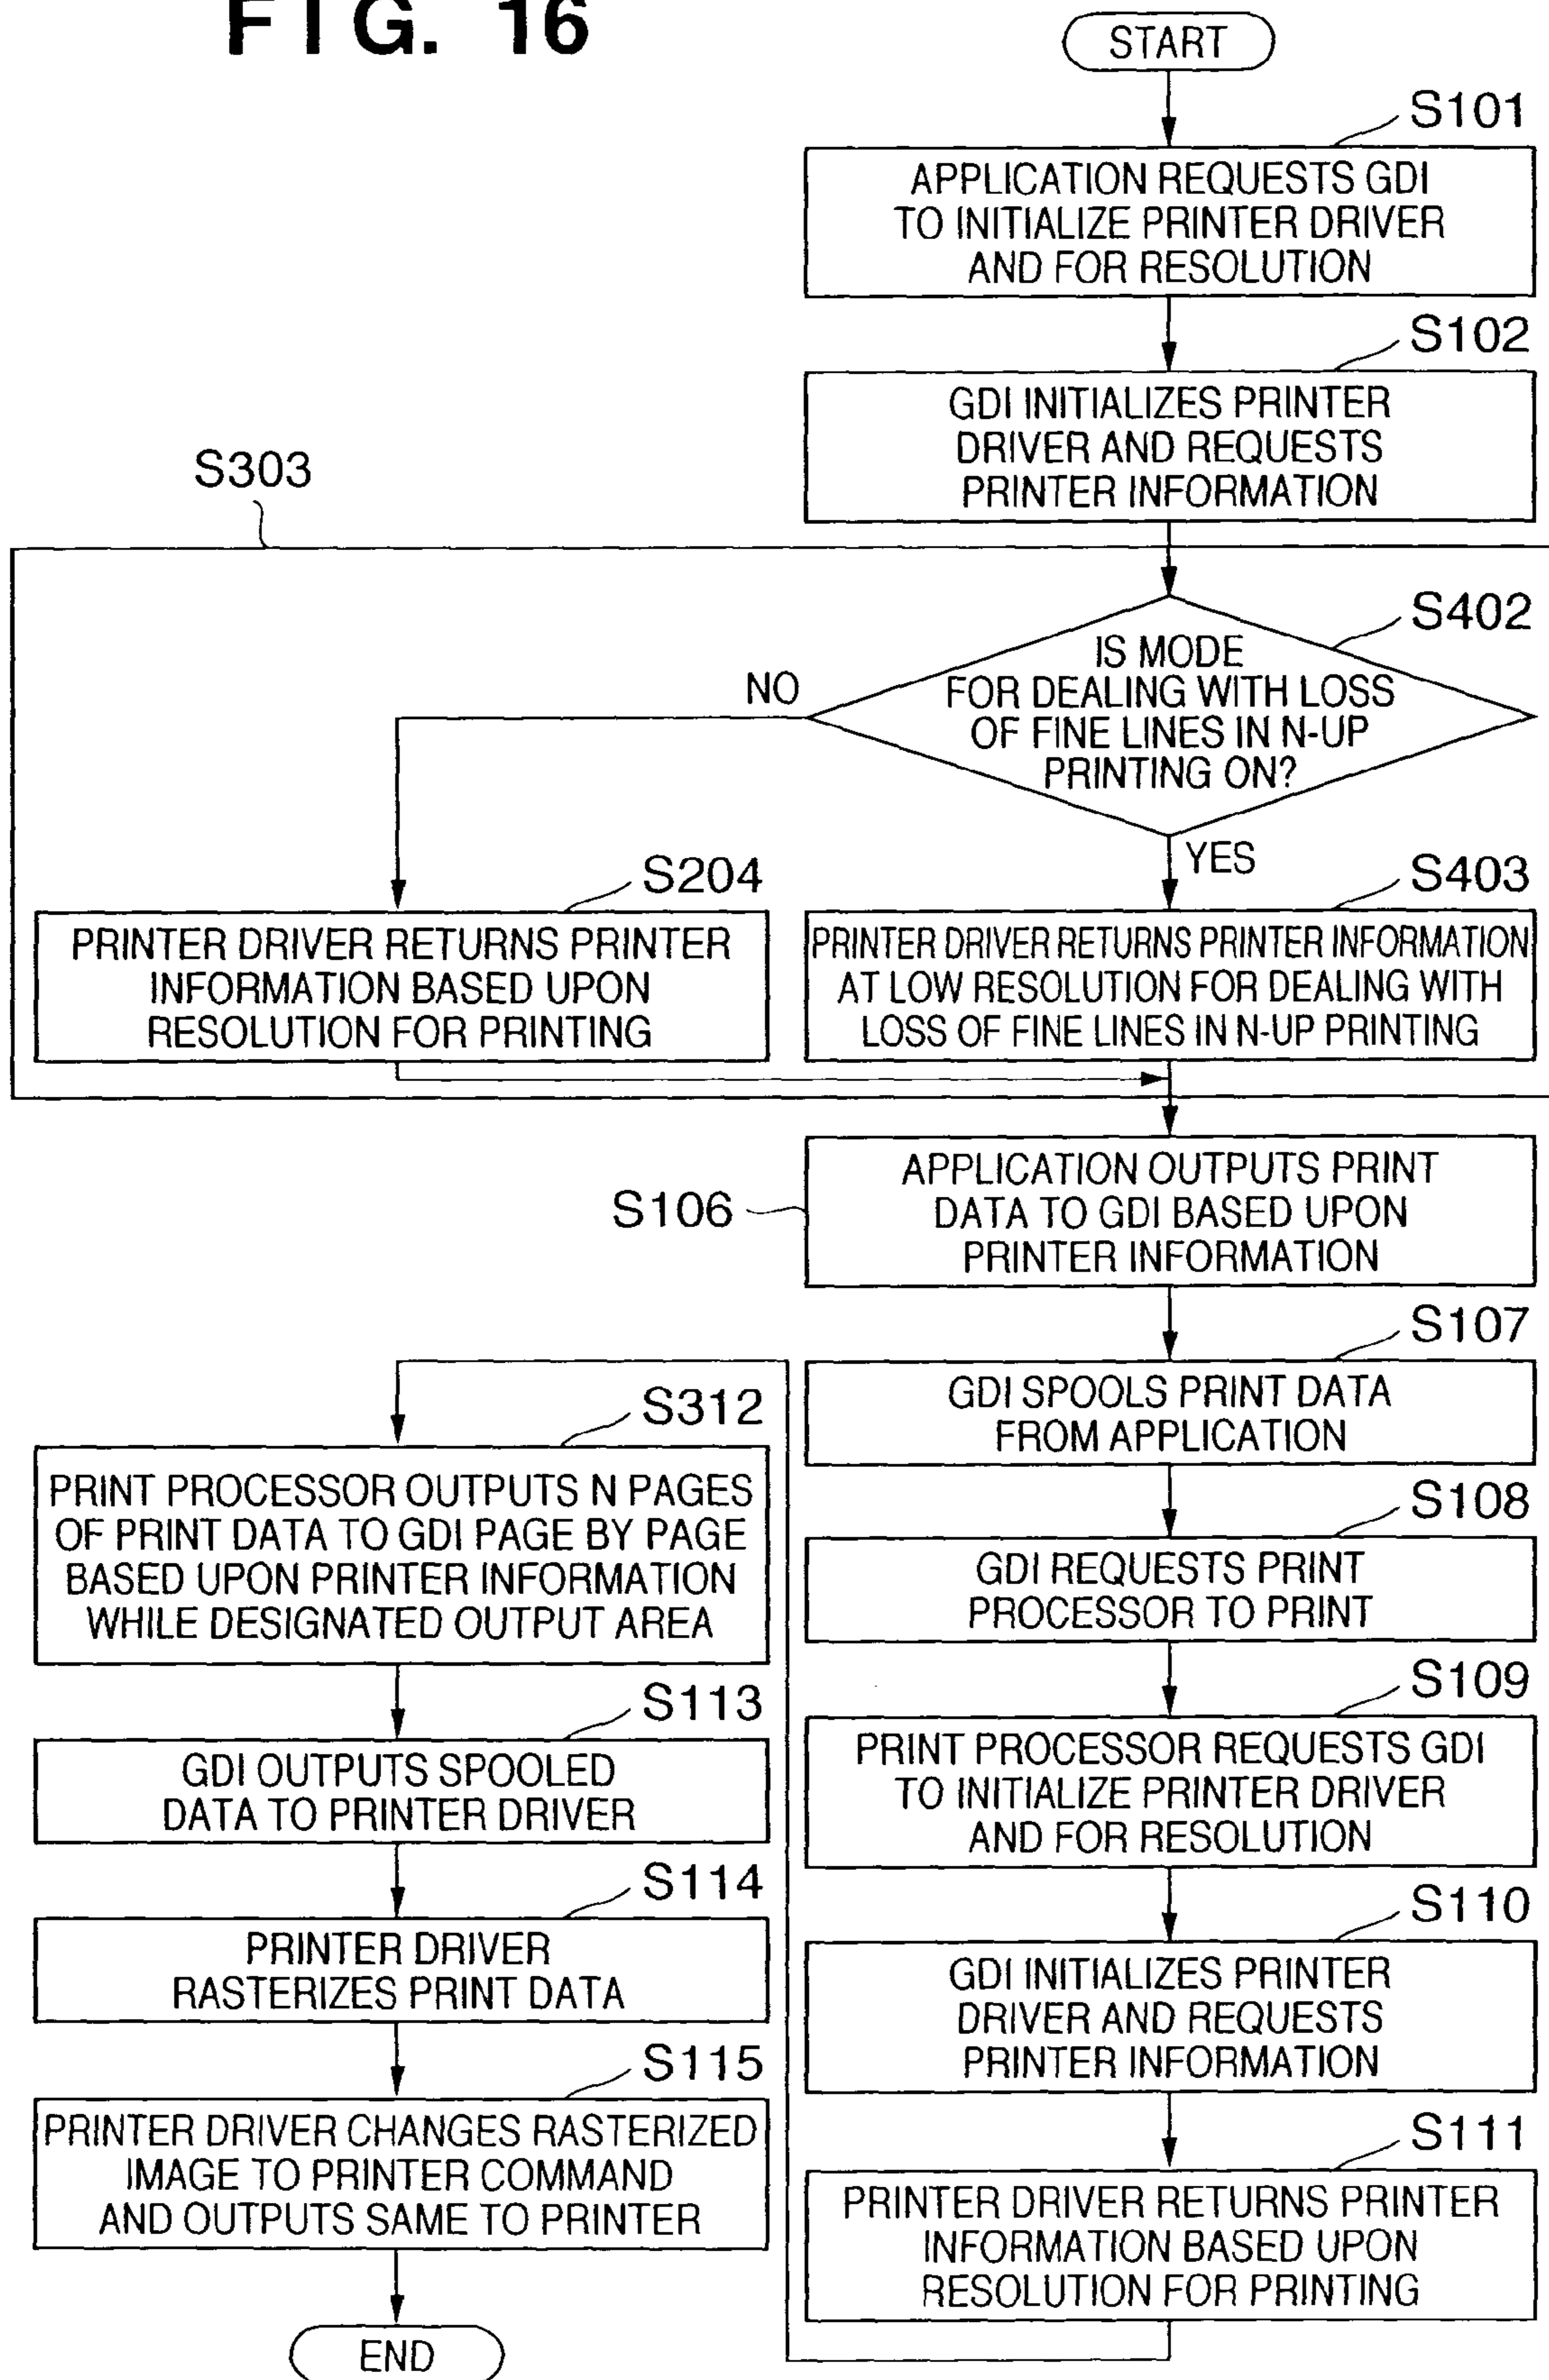 FIG. 16
START
S101
APPLICATION REQUESTS GDI
TO INITIALIZE PRINTER DRIVER
AND FOR RESOLUTION
S102
GDI INITIALIZES PRINTER
DRIVER AND REQUESTS
PRINTER INFORMATION
S303
S402
IS MODE
FOR DEALING WITH LOSS
OF FINE LINES IN N-UP
PRINTING ON?
NO
YES
S204
PRINTER DRIVER RETURNS PRINTER
INFORMATION BASED UPON
RESOLUTION FOR PRINTING
S403
PRINTER DRIVER RETURNS PRINTER INFORMATION
AT LOW RESOLUTION FOR DEALING WITH
LOSS OF FINE LINES IN N-UP PRINTING
S106
APPLICATION OUTPUTS PRINT
DATA TO GDI BASED UPON
PRINTER INFORMATION
S107
GDI SPOOLS PRINT DATA
FROM APPLICATION
S108
GDI REQUESTS PRINT
PROCESSOR TO PRINT
S109
PRINT PROCESSOR REQUESTS GDI
TO INITIALIZE PRINTER DRIVER
AND FOR RESOLUTION
S110
GDI INITIALIZES PRINTER
DRIVER AND REQUESTS
PRINTER INFORMATION
S111
PRINTER DRIVER RETURNS PRINTER
INFORMATION BASED UPON
RESOLUTION FOR PRINTING
S312
PRINT PROCESSOR OUTPUTS N PAGES
OF PRINT DATA TO GDI PAGE BY PAGE
BASED UPON PRINTER INFORMATION
WHILE DESIGNATED OUTPUT AREA
S113
GDI OUTPUTS SPOOLED
DATA TO PRINTER DRIVER
S114
PRINTER DRIVER
RASTERIZES PRINT DATA
S115
PRINTER DRIVER CHANGES RASTERIZED
IMAGE TO PRINTER COMMAND
AND OUTPUTS SAME TO PRINTER
END